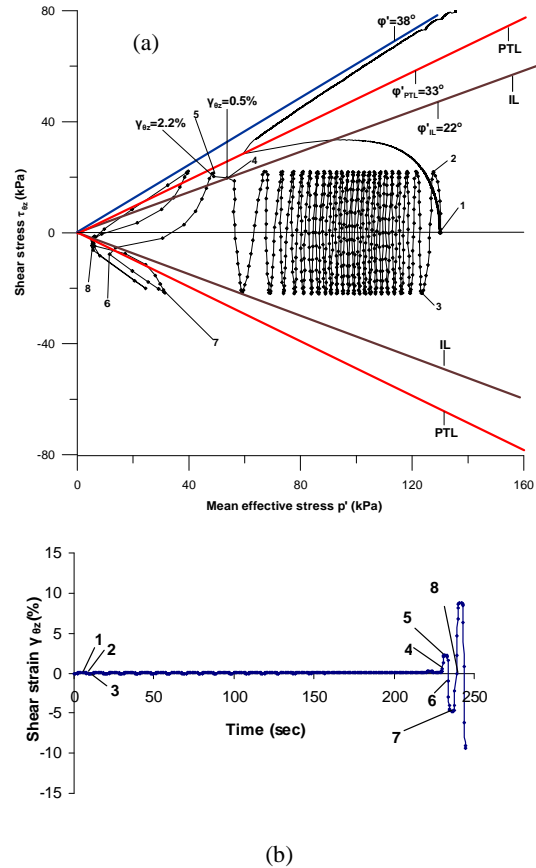 (a)
80
40
0
-40
-80
Shear stress τθz (kPa)
0
40
80
120
160
Mean effective stress p' (kPa)
φ'=38°
PTL
φ'PTL=33°
IL
φ'IL=22°
γθz=0.5%
γθz=2.2%
5
4
2
1
3
8
6
7
IL
PTL
15
10
5
0
-5
-10
-15
Shear strain γθz(%)
0
50
100
150
200
250
Time (sec)
1
2
3
8
5
4
6
7
(b)